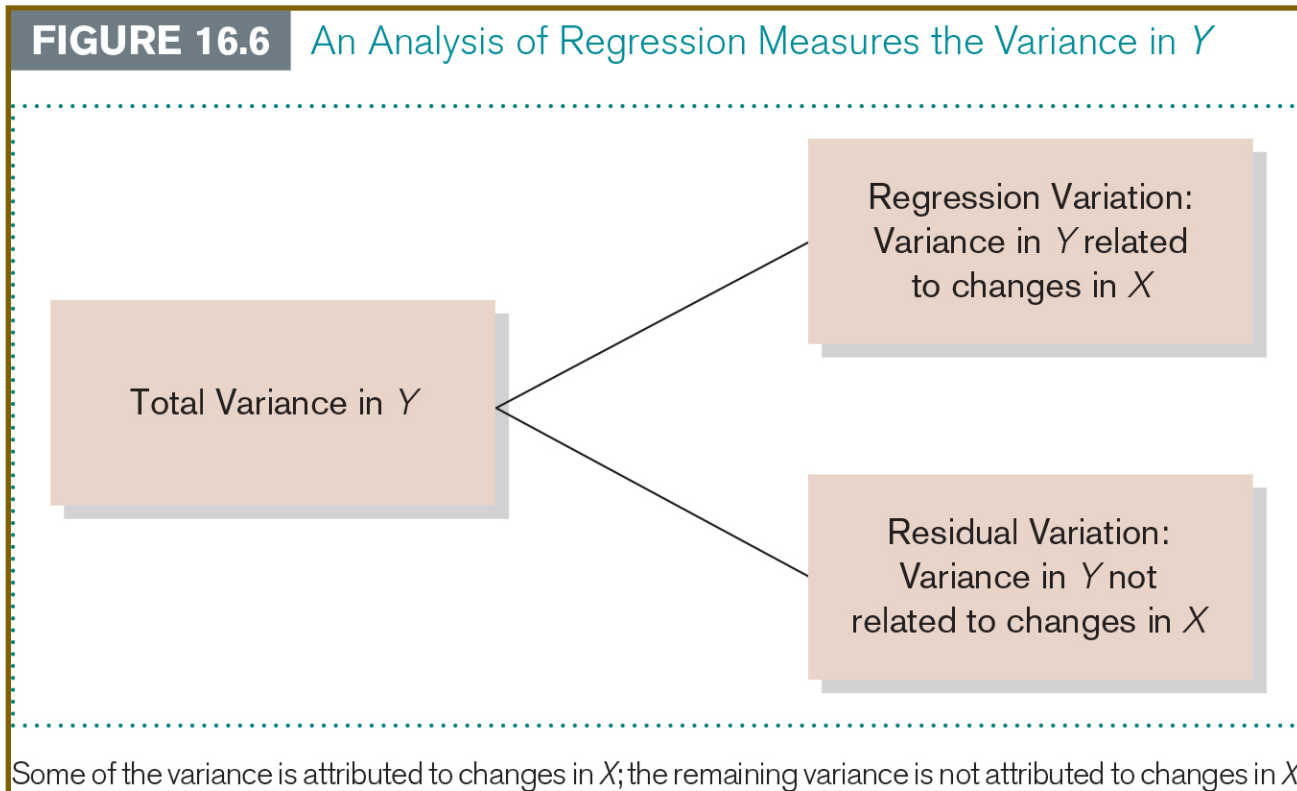 FIGURE 16.6 An Analysis of Regression Measures the Variance in Y
Regression Variation:
Variance in Y related
to changes in X
Total Variance in Y
Residual Variation:
Variance in Y not
related to changes in X
Some of the variance is attributed to changes in X; the remaining variance is not attributed to changes in X